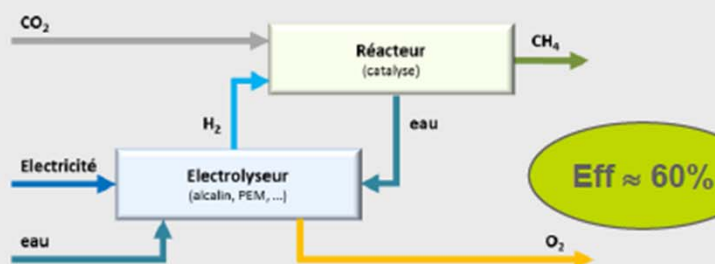 CO₂
Réacteur
(catalyse)
CH₄
H₂
eau
Electricité
Electrolyseur
(alcalin, PEM, ...)
Eff ≈ 60%
eau
O₂